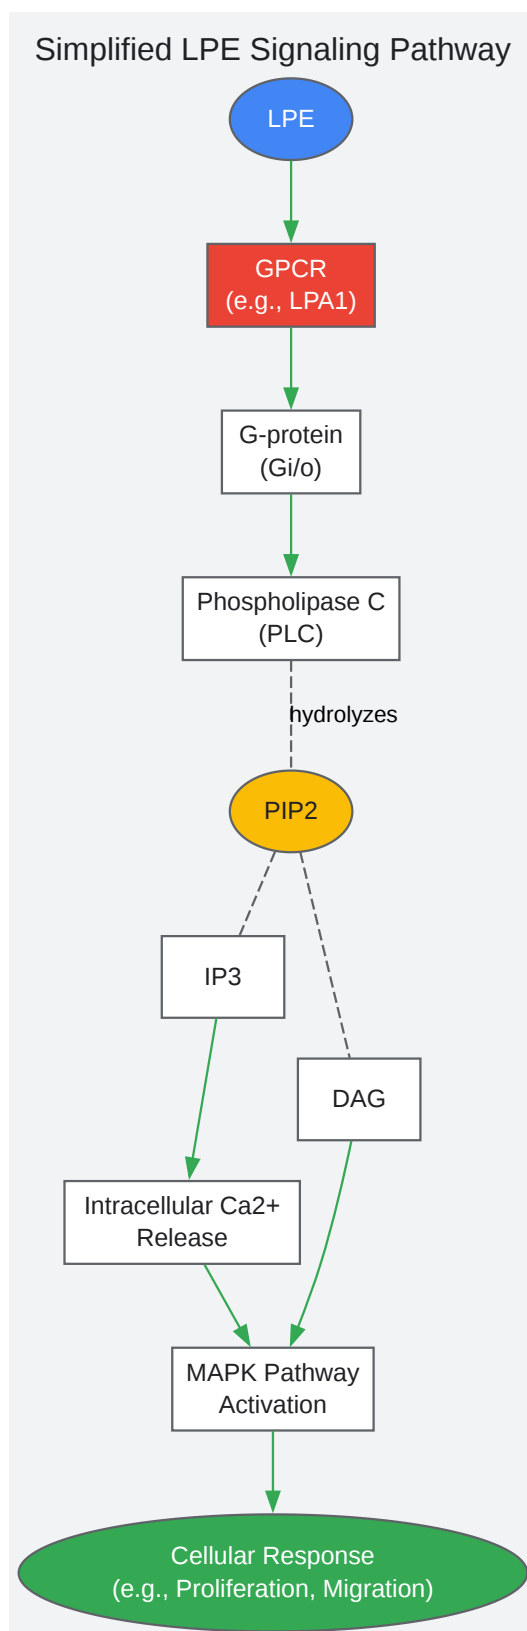 Simplified LPE Signaling Pathway
LPE
GPCR
(e.g., LPA1)
G-protein
(Gi/o)
Phospholipase C
(PLC)
hydrolyzes
PIP2
IP3
DAG
Intracellular Ca2+
Release
MAPK Pathway
Activation
Cellular Response
(e.g., Proliferation, Migration)